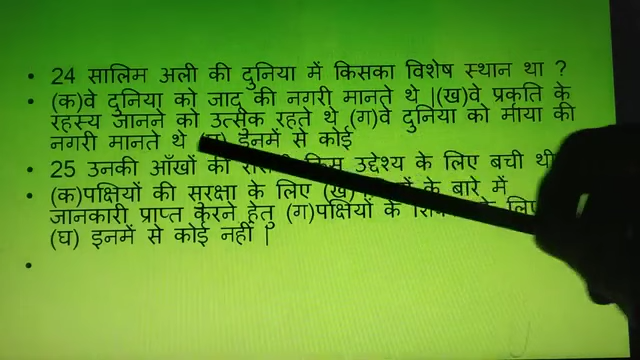 24 सालिम अली की दुनिया में किसका विशेष स्थान था ?
(क)वे दुनिया को जादू की नगरी मानते थे |(ख)वे प्रकति के
रहस्य जानने को उत्सुक रहते थे (ग)वे दुनिया को माया की
नगरी मानते थे इनमें से कोई
25 उनकी आँखों की उद्देश्य के लिए बची थी
(क)पक्षियों की सुरक्षा के लिए (ख) के बारे में
जानकारी प्राप्त करने हेतु (ग)पक्षियों के
(घ) इनमें से कोई नहीं |